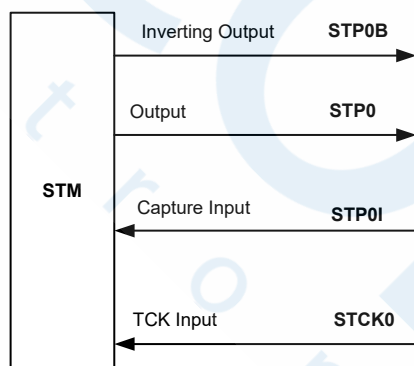 Inverting Output STP0B
Output STP0
STM
Capture Input STP0I
TCK Input STCK0
t r o